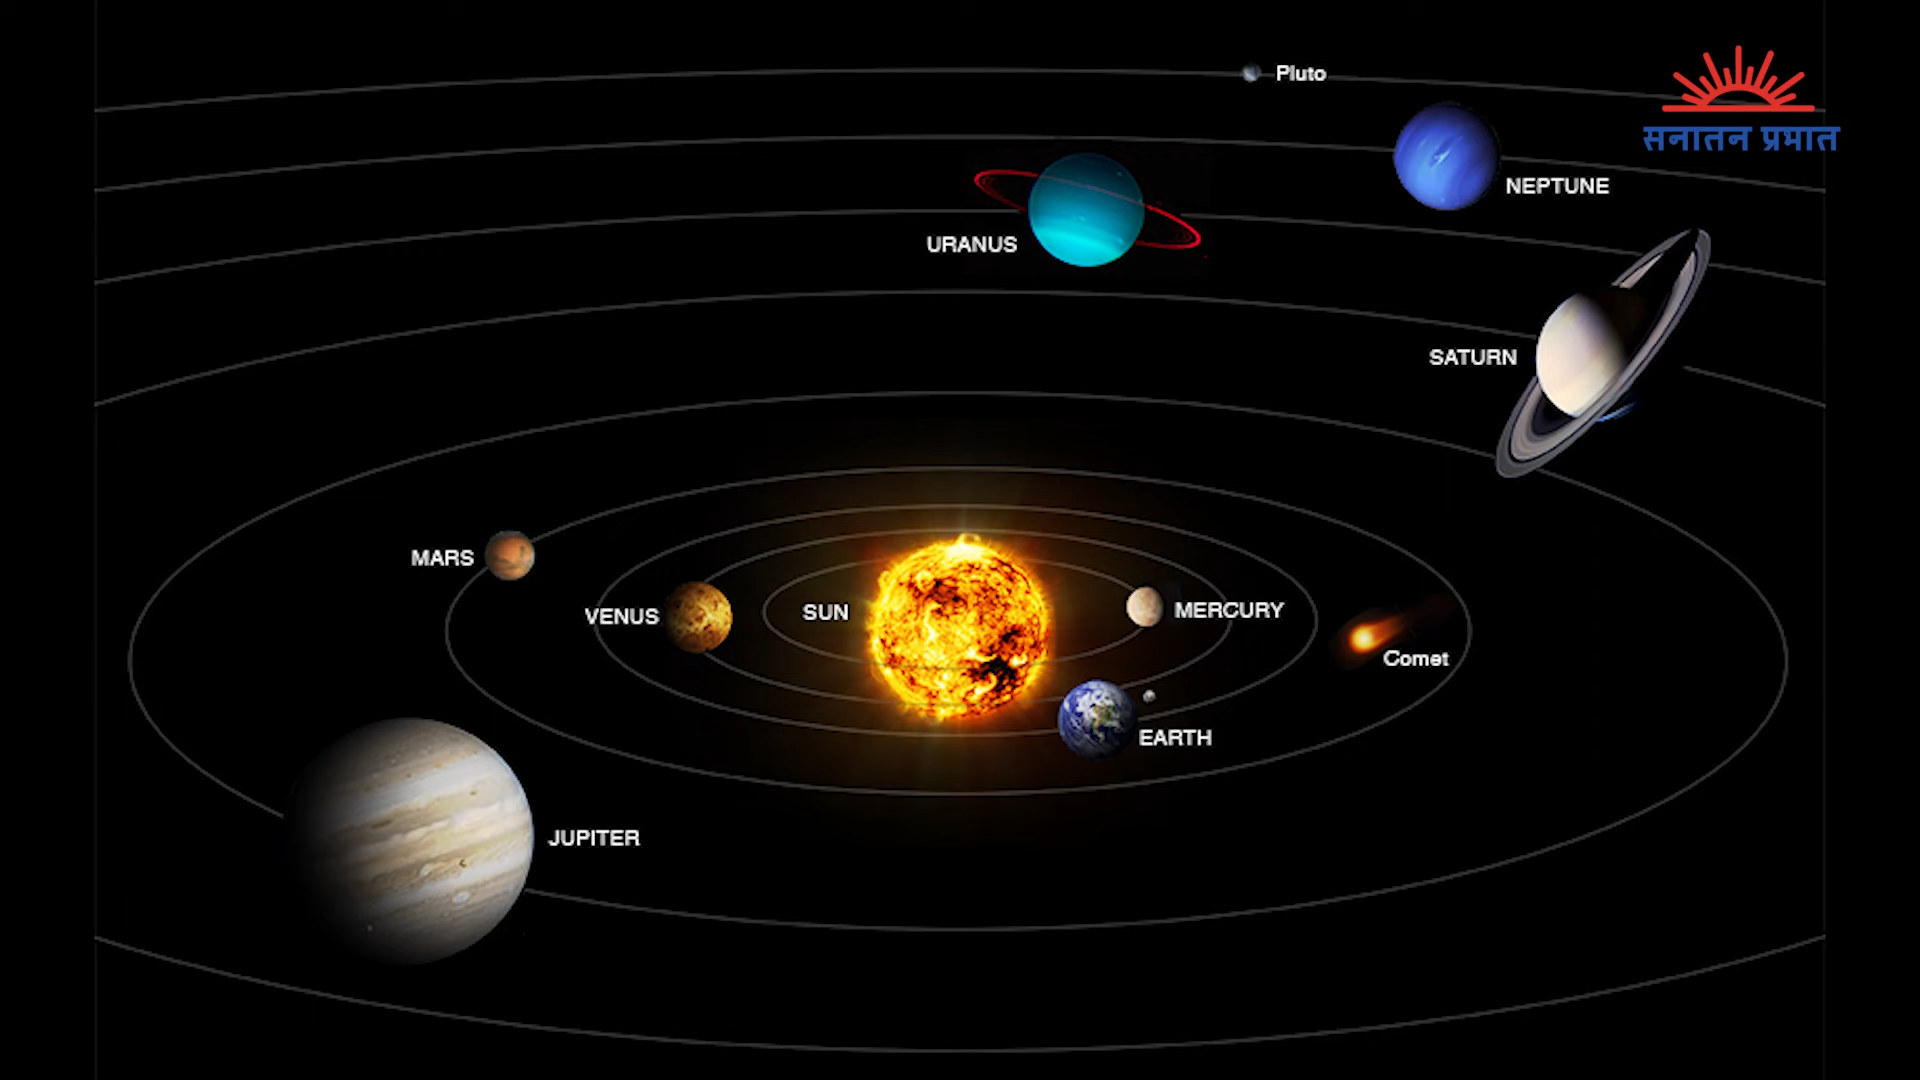 Pluto
सनातन प्रभात
NEPTUNE
URANUS
SATURN
MARS
VENUS
SUN
MERCURY
Comet
EARTH
JUPITER